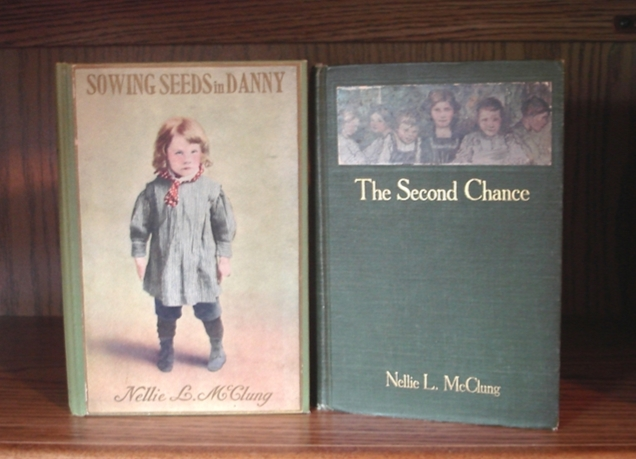 SOWING SEEDS in DANNY
Nellie L. McClung
The Second Chance
Nellie L. McClung